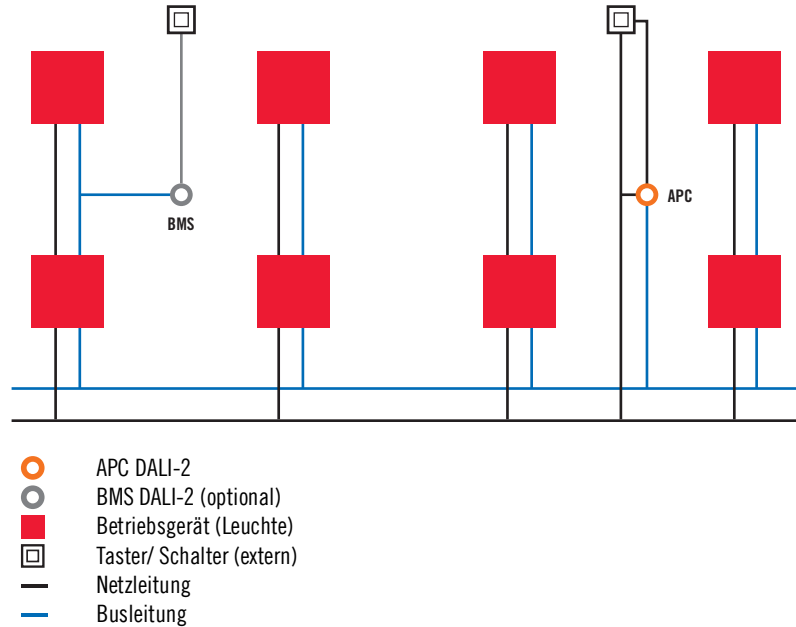 APC
BMS
APC DALI-2
BMS DALI-2 (optional)
Betriebsgerät (Leuchte)
Taster/ Schalter (extern)
Netzleitung
Busleitung